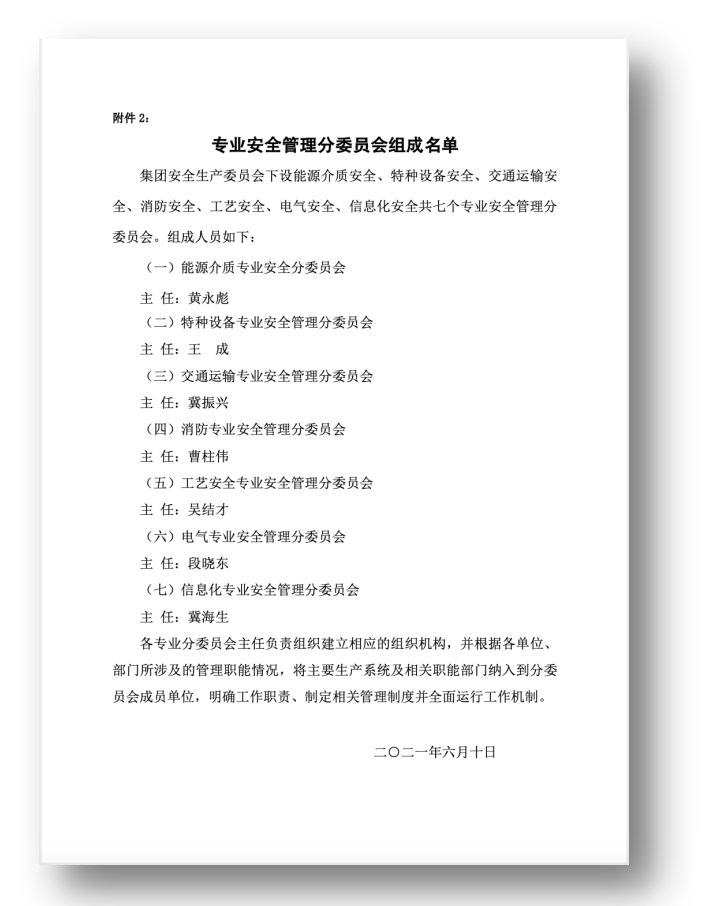 附件 2：
专业安全管理分委员会组成名单
集团安全生产委员会下设能源介质安全、特种设备安全、交通运输安
全、消防安全、工艺安全、电气安全、信息化安全共七个专业安全管理分
委员会。组成人员如下：
（一）能源介质专业安全分委员会
主 任：黄永彪
（二）特种设备专业安全管理分委员会
主 任：王　成
（三）交通运输专业安全管理分委员会
主 任：冀振兴
（四）消防专业安全管理分委员会
主 任：曹柱伟
（五）工艺安全专业安全管理分委员会
主 任：吴结才
（六）电气专业安全管理分委员会
主 任：段晓东
（七）信息化专业安全管理分委员会
主 任：冀海生
各专业分委员会主任负责组织建立相应的组织机构，并根据各单位、
部门所涉及的管理职能情况，将主要生产系统及相关职能部门纳入到分委
员会成员单位，明确工作职责、制定相关管理制度并全面运行工作机制。
二〇二一年六月十日